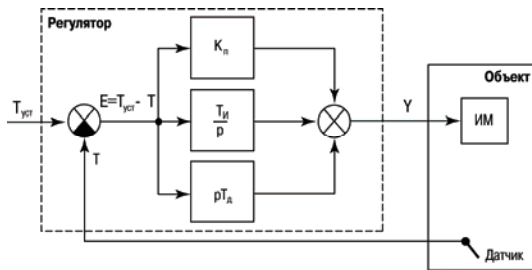 Регулятор
Kп
Объект
Tуст
E=Tуст- T
TИ
p
Y
ИМ
T
pTд
Датчик